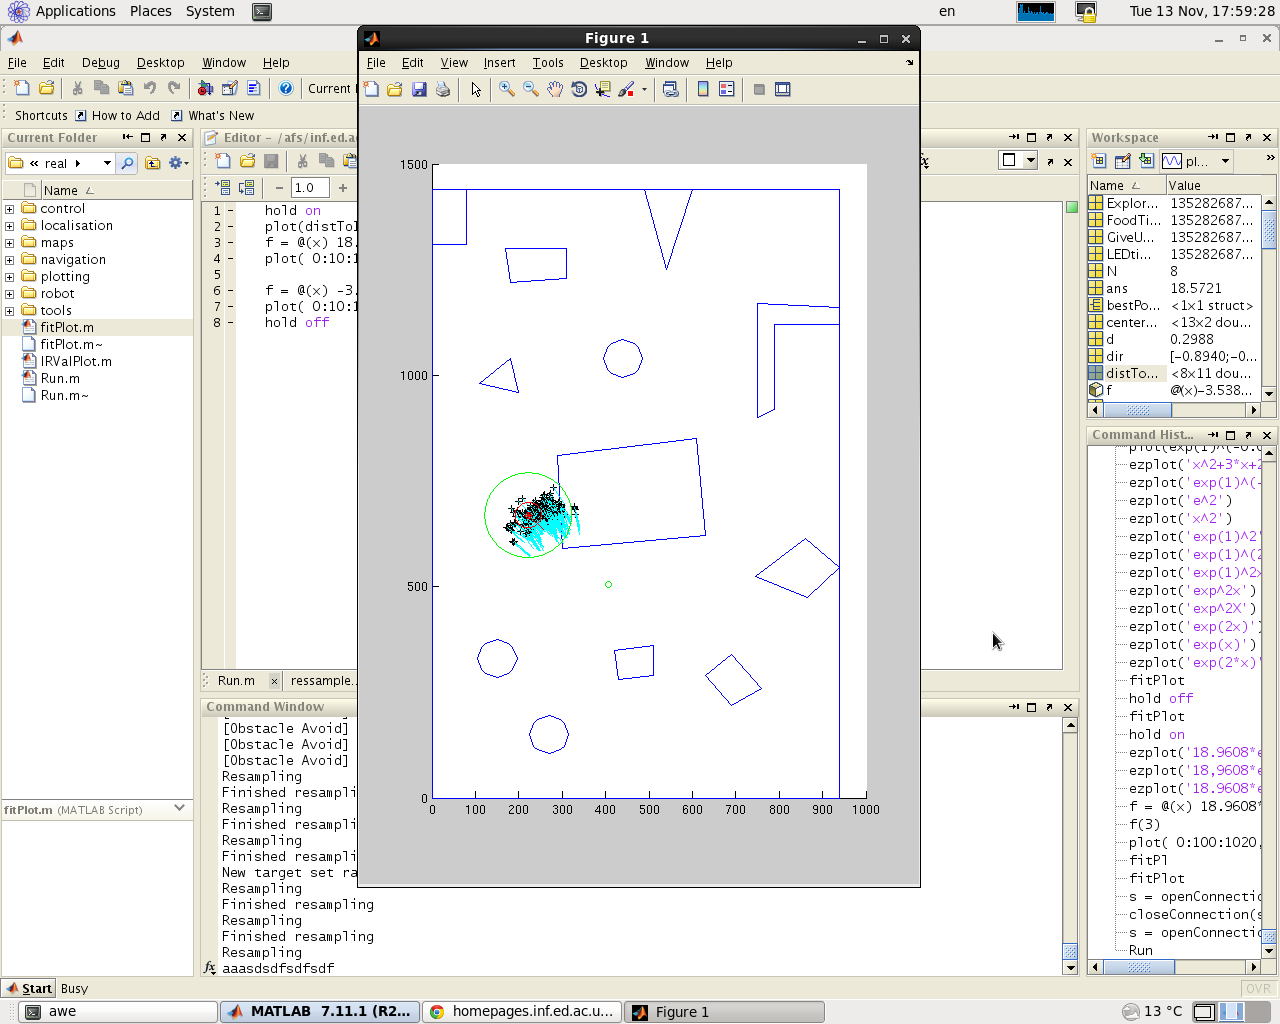 Applications Places System
en
Tue 13 Nov, 17:59:28
Figure 1
File Edit Debug Desktop Window Help
File Edit View Insert Tools Desktop Window Help
Current
Shortcuts How to Add What's New
Current Folder
« real
Name
control
localisation
maps
navigation
plotting
robot
tools
fitPlot.m
fitPlot.m~
IRValPlot.m
Run.m
Run.m~
fitPlot.m (MATLAB Script)
Editor - /afs/inf.ed.a
1.0
1 - hold on
2 - plot(distTo
3 - f = @(x) 18.
4 - plot( 0:10:1
5
6 - f = @(x) -3.
7 - plot( 0:10:1
8 - hold off
Run.m × ressample.
Command Window
[Obstacle Avoid]
[Obstacle Avoid]
[Obstacle Avoid]
Resampling
Finished resampli
Resampling
Finished resampli
Resampling
Finished resampli
New target set ra
Resampling
Finished resampling
Resampling
Finished resampling
Resampling
fx aaasdsdfsdfsdf
1500
1000
500
0
0 100 200 300 400 500 600 700 800 900 1000
Workspace
pl...
Name Value
Explor... 135282687...
FoodTi... 135282687...
GiveU... 135282687...
LEDti... 135282687...
N 8
ans 18.5721
bestPo... <1x1 struct>
center... <13x2 dou...
d 0.2988
dir [-0.8940;-0...
distTo... <8x11 dou...
f @(x)-3.538...
Command Hist...
plot(exp(1)^(-0.
ezplot('x^2+3*x+2
ezplot('exp(1)^(-
ezplot('e^2')
ezplot('x^2')
ezplot('exp(1)^2'
ezplot('exp(1)^(2
ezplot('exp(1)^2x
ezplot('exp^2x')
ezplot('exp^2X')
ezplot('exp(2x)')
ezplot('exp(x)')
ezplot('exp(2*x)'
fitPlot
hold off
fitPlot
hold on
ezplot('18.9608*e
ezplot('18,9608*e
ezplot('18.9608*e
f = @(x) 18.9608*
f(3)
plot( 0:100:1020,
fitPl
fitPlot
s = openConnectio
closeConnection(s
s = openConnectio
Run
Start Busy
OVR
awe
MATLAB 7.11.1 (R2...
homepages.inf.ed.ac.u...
Figure 1
13 °C